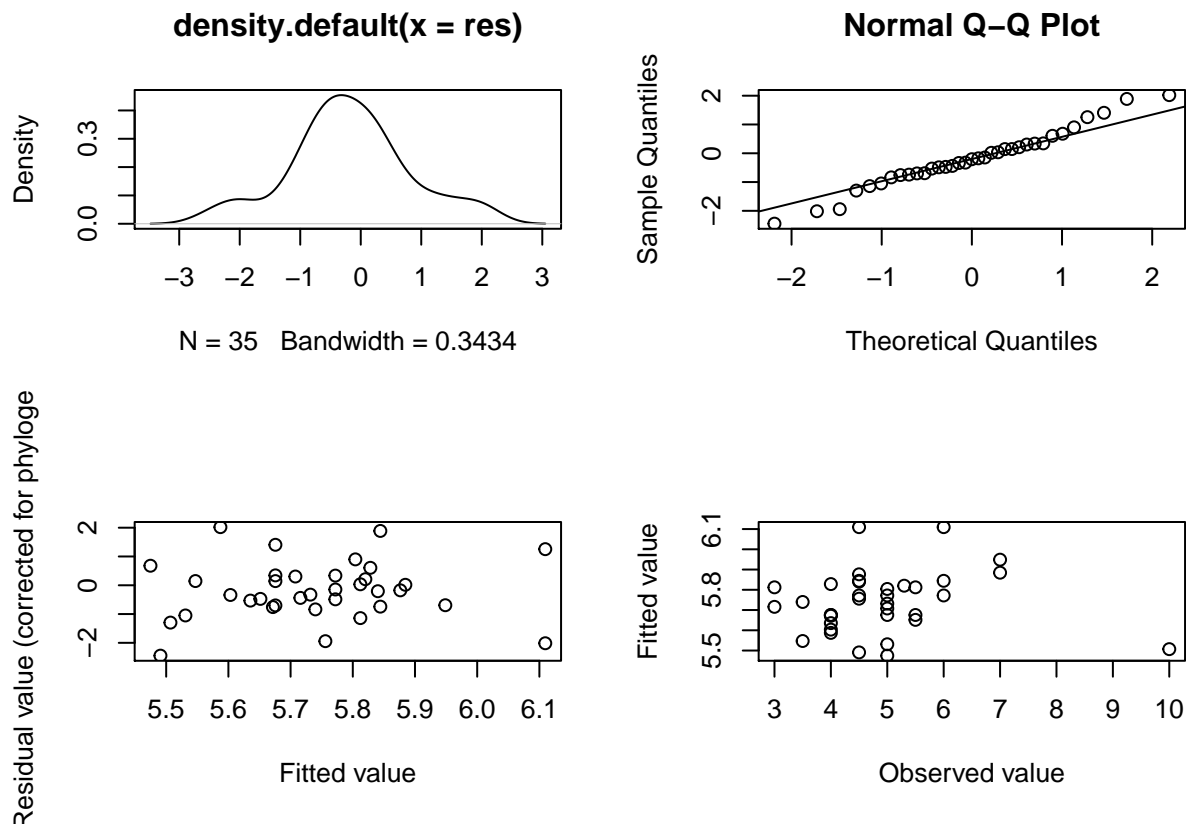 density.default(x = res)
Density
0.0
0.3
−3 −2 −1 0 1 2 3
N = 35 Bandwidth = 0.3434
Normal Q−Q Plot
Sample Quantiles
−2
0
2
−2 −1 0 1 2
Theoretical Quantiles
Residual value (corrected for phyloge
−2
0
2
5.5 5.6 5.7 5.8 5.9 6.0 6.1
Fitted value
Fitted value
5.5
5.8
6.1
3 4 5 6 7 8 9 10
Observed value